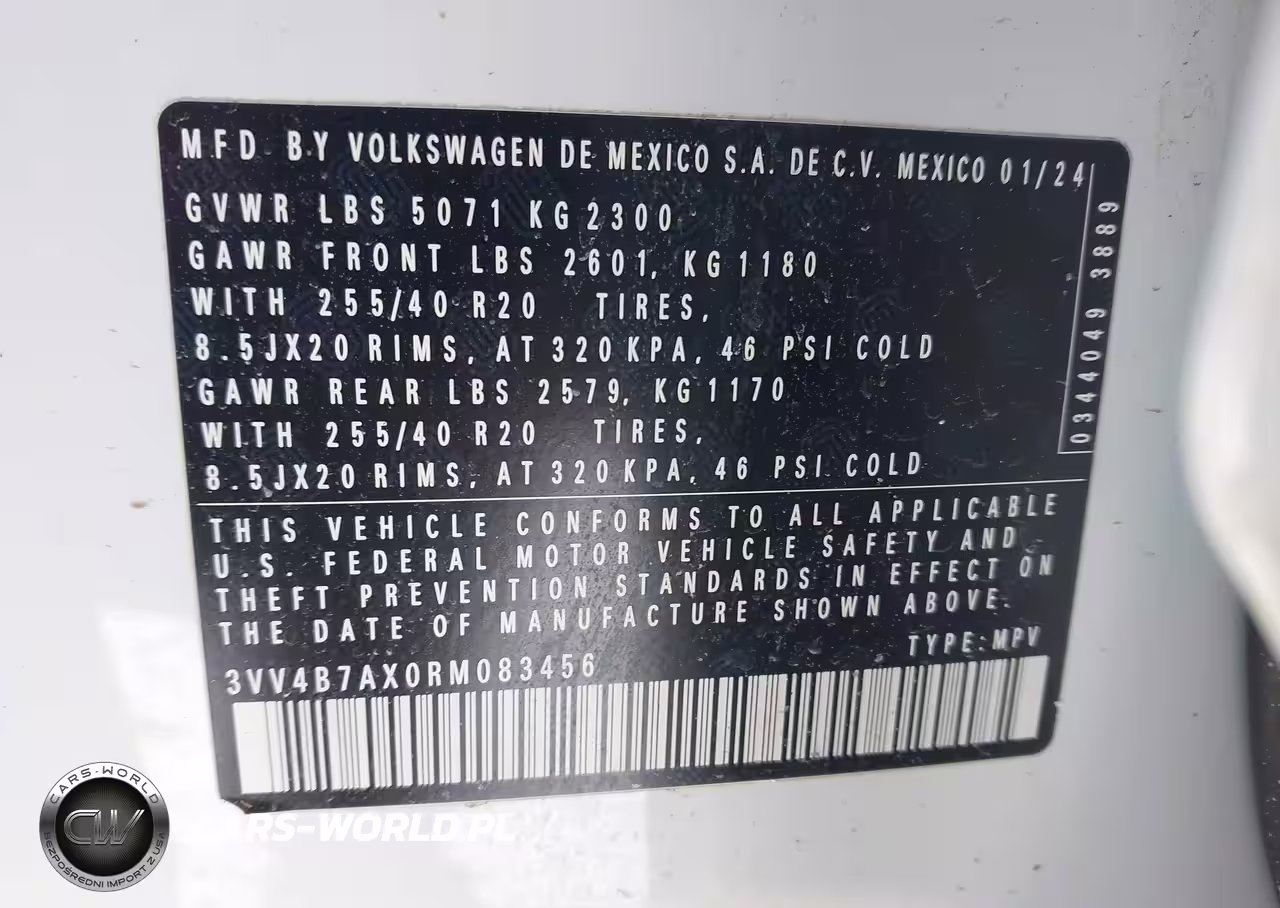 MFD BY VOLKSWAGEN DE MEXICO S.A. DE C.V. MEXICO 01/24
GVWR LBS 5071 KG 2300
GAWR FRONT LBS 2601, KG 1180
WITH 255/40 R20 TIRES,
8.5JX20 RIMS, AT 320 KPA, 46 PSI COLD
GAWR REAR LBS 2579, KG 1170
WITH 255/40 R20 TIRES,
8.5JX20 RIMS, AT 320 KPA, 46 PSI COLD
0344049 3889
THIS VEHICLE CONFORMS TO ALL APPLICABLE
U.S. FEDERAL MOTOR VEHICLE SAFETY AND
THEFT PREVENTION STANDARDS IN EFFECT ON
THE DATE OF MANUFACTURE SHOWN ABOVE.
TYPE: MPV
3VV4B7AX0RM083456
CARS-WORLD
CW
BEZPOŚREDNI IMPORT Z USA
CARS-WORLD.PL